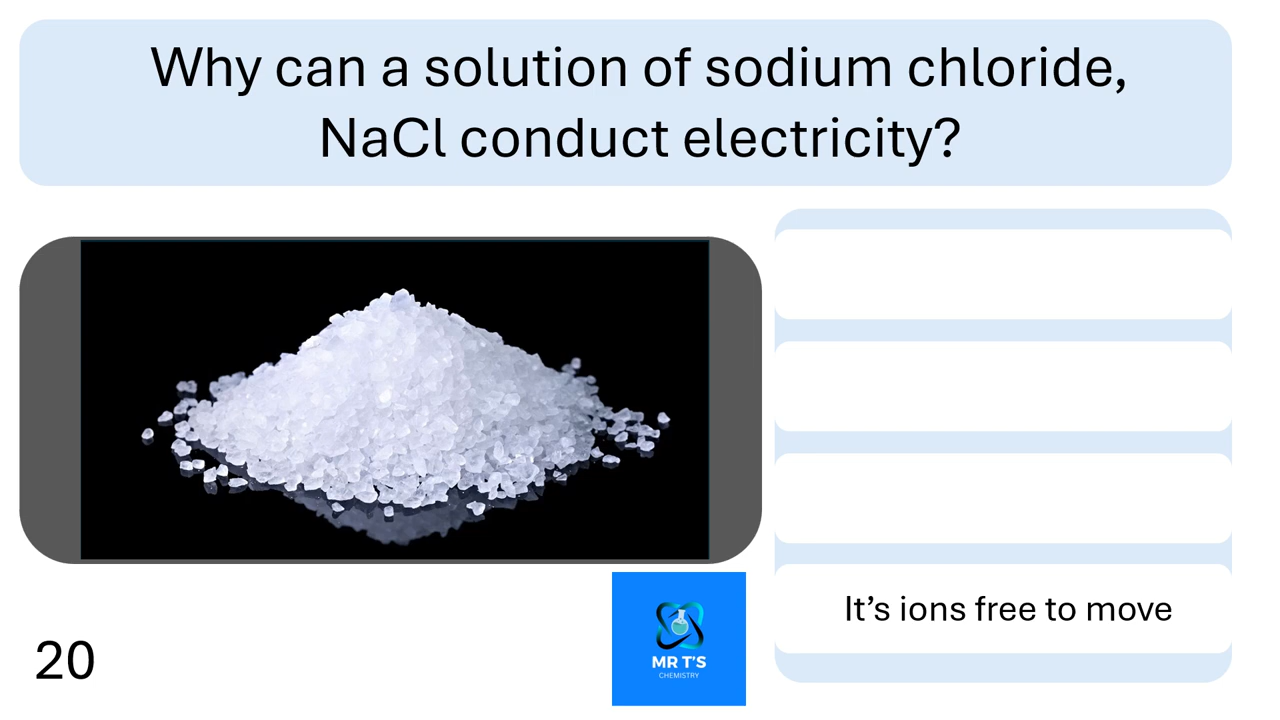 Why can a solution of sodium chloride,
NaCl conduct electricity?
It’s ions free to move
20
MR T'S
CHEMISTRY